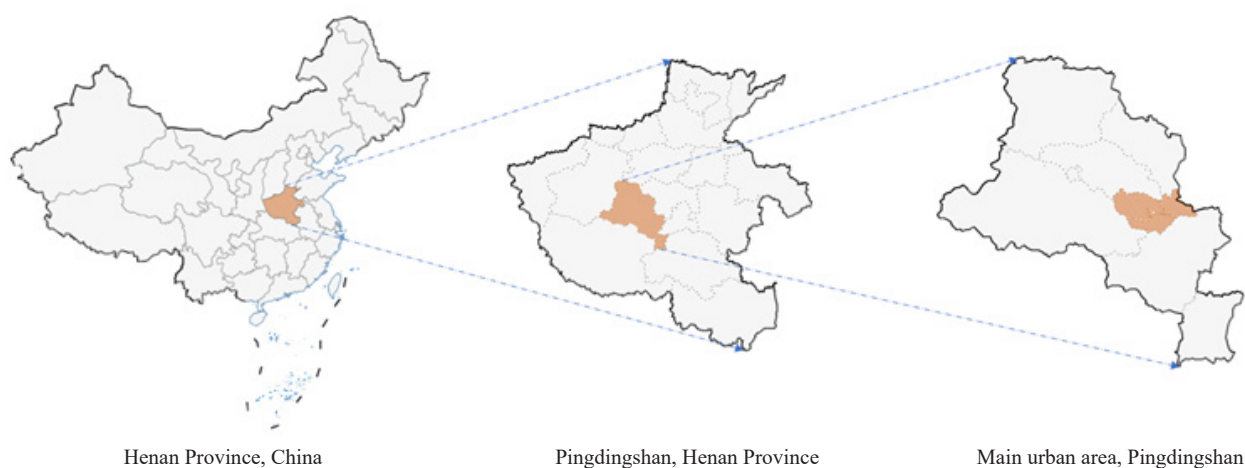 Henan Province, China
Pingdingshan, Henan Province
Main urban area, Pingdingshan